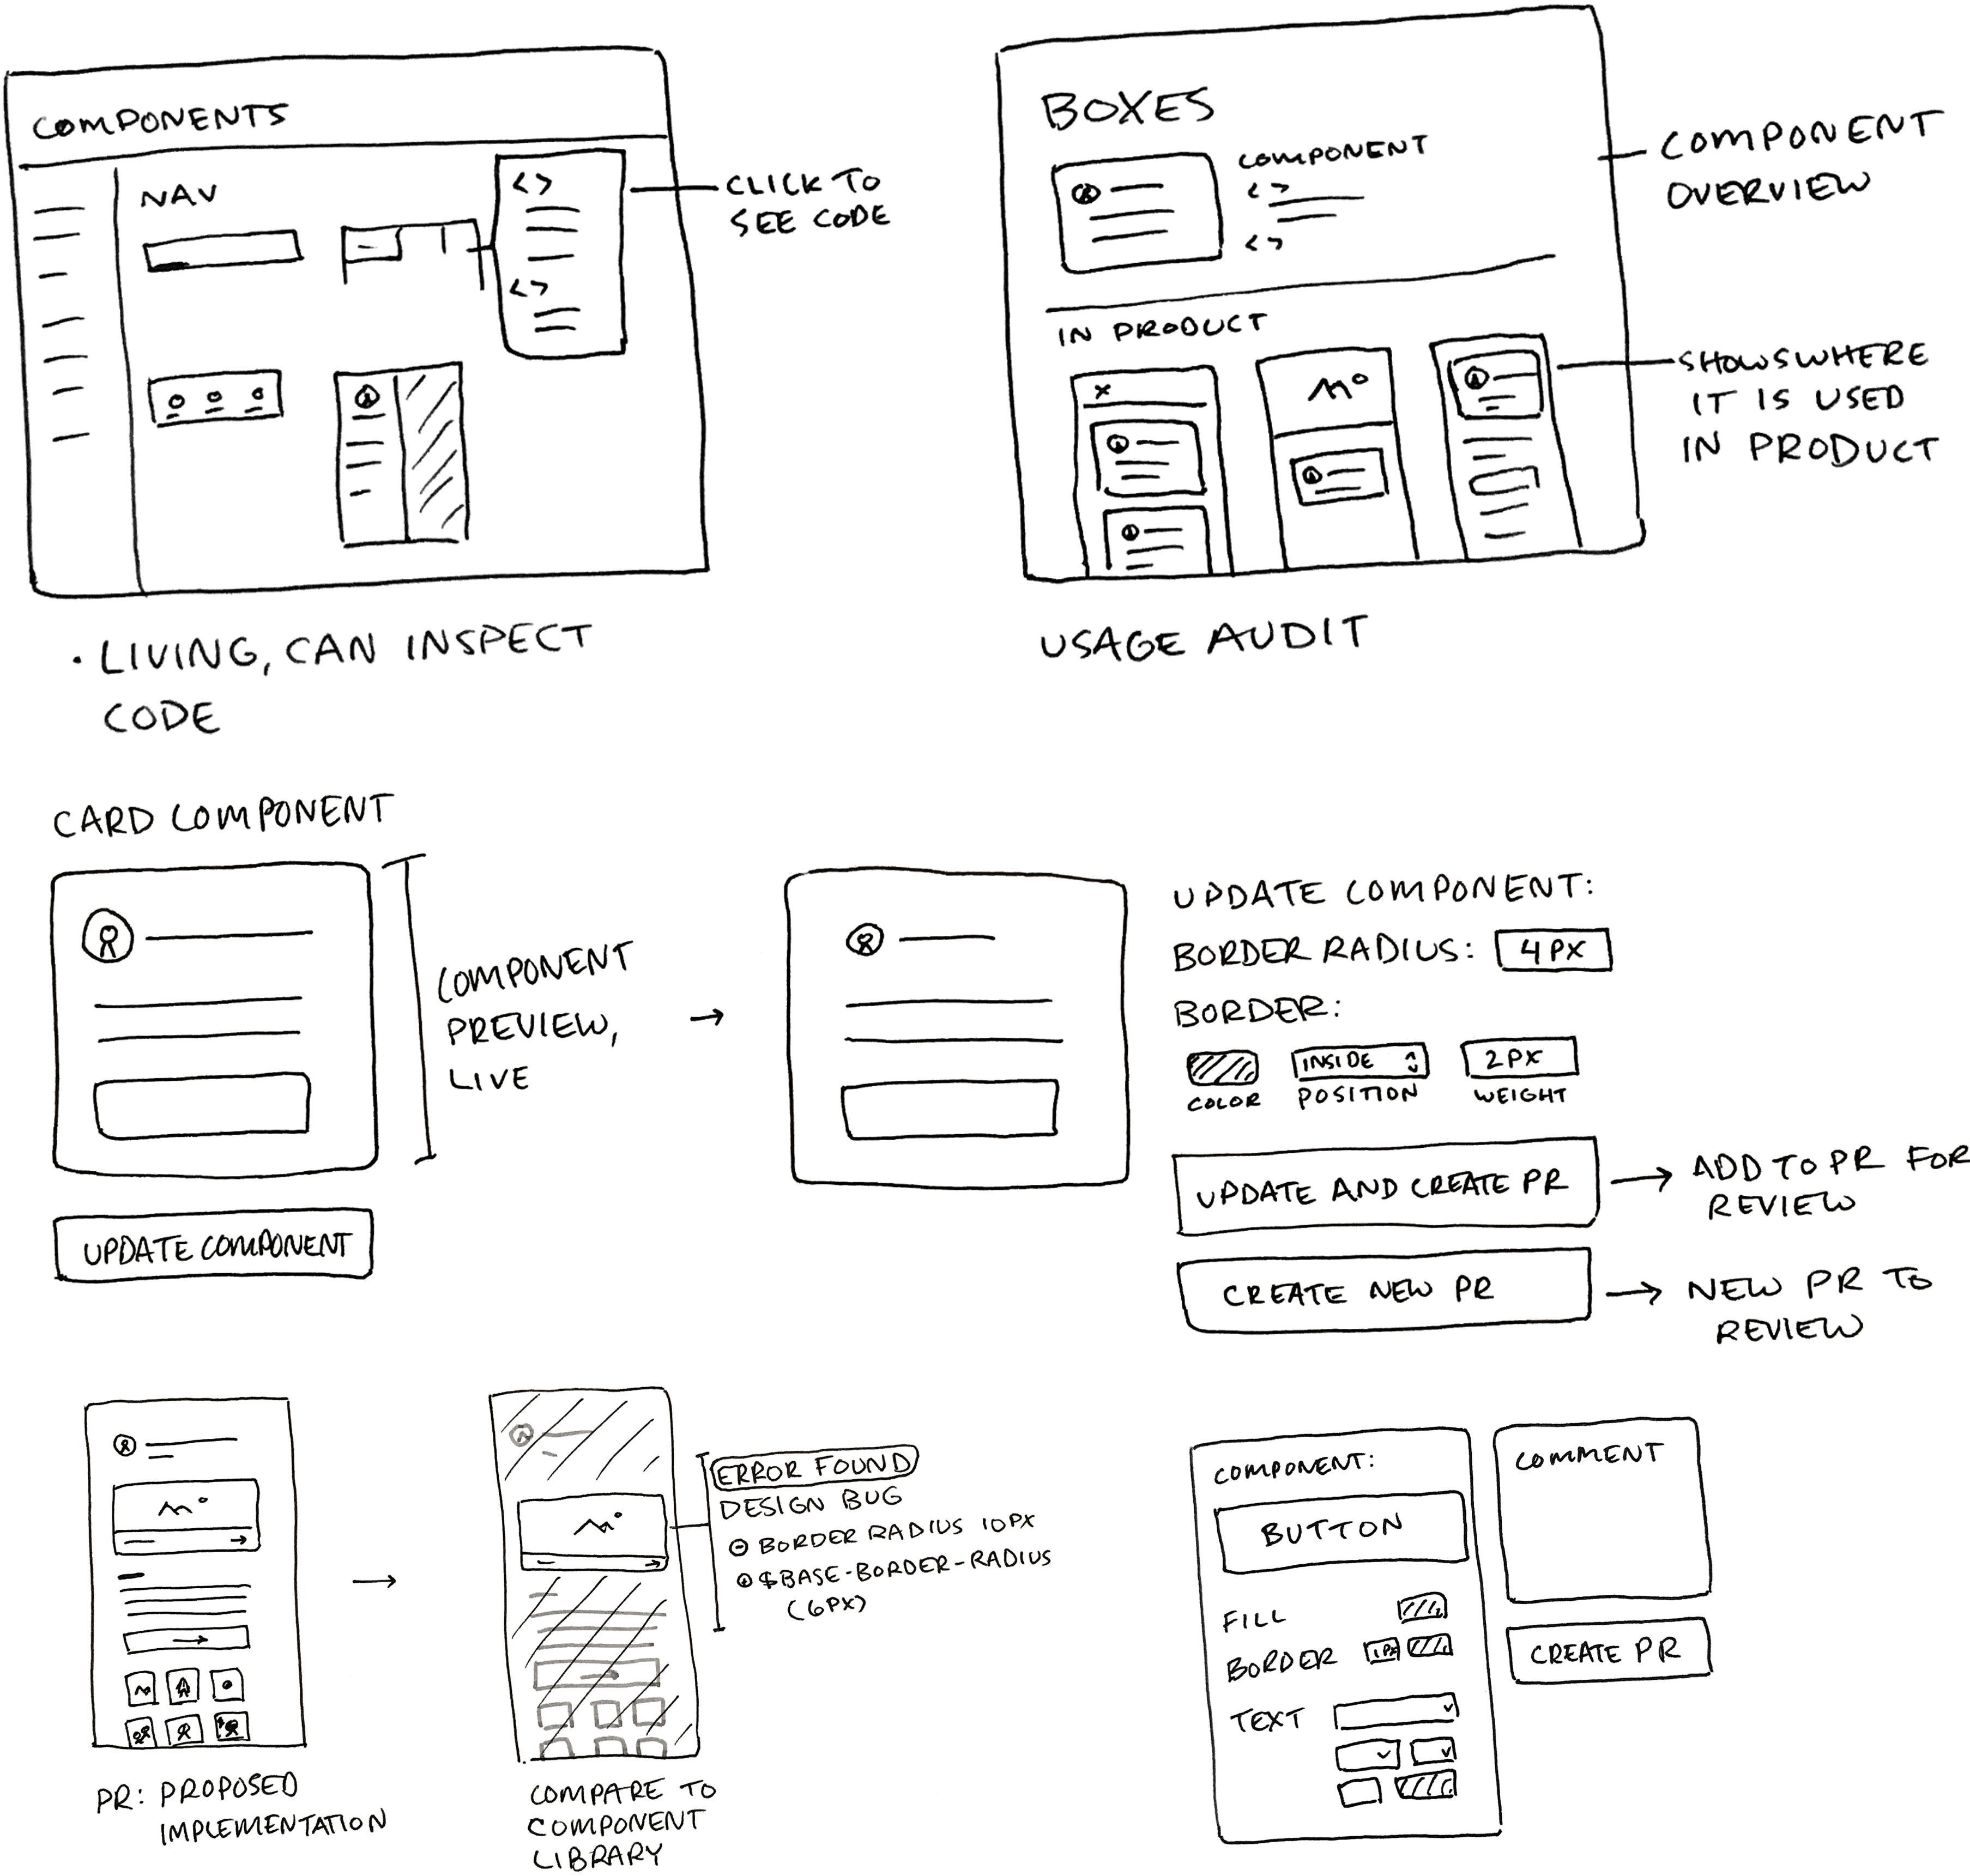 COMPONENTS
NAV
< >
< >
CLICK TO
SEE CODE
• LIVING, CAN INSPECT
CODE
BOXES
COMPONENT
< >
< >
IN PRODUCT
X
COMPONENT
OVERVIEW
SHOWS WHERE
IT IS USED
IN PRODUCT
USAGE AUDIT
CARD COMPONENT
COMPONENT
PREVIEW,
LIVE
UPDATE COMPONENT
UPDATE COMPONENT:
BORDER RADIUS: 4PX
BORDER:
INSIDE
2PX
COLOR
POSITION
WEIGHT
UPDATE AND CREATE PR
ADD TO PR FOR
REVIEW
CREATE NEW PR
NEW PR TO
REVIEW
PR: PROPOSED
IMPLEMENTATION
ERROR FOUND
DESIGN BUG
⊖ BORDER RADIUS 10PX
⊕ $BASE-BORDER-RADIUS
(6PX)
COMPARE TO
COMPONENT
LIBRARY
COMPONENT:
BUTTON
FILL
BORDER 1PX
TEXT
COMMENT
CREATE PR